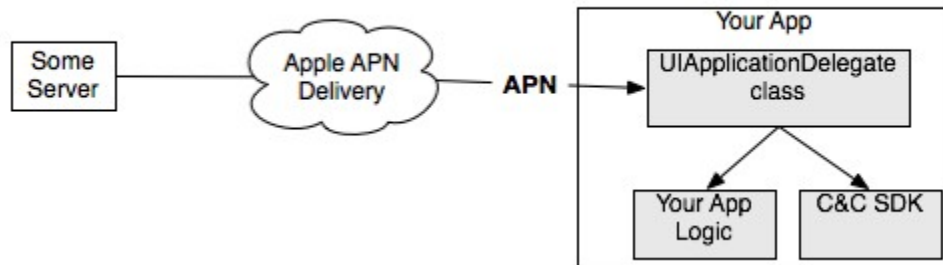 Your App
Some
Server
Apple APN
Delivery
APN
UIApplicationDelegate
class
Your App
Logic
C&C SDK